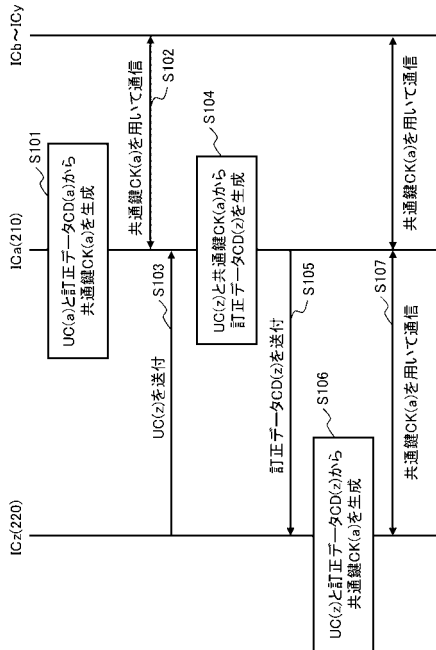 ICz(220)
ICa(210)
ICb～ICy
S101
UC(a)と訂正データCD(a)から
共通鍵CK(a)を生成
共通鍵CK(a)を用いて通信
S102
UC(z)を送付
S103
S104
UC(z)と共通鍵CK(a)から
訂正データCD(z)を生成
訂正データCD(z)を送付
S105
S106
UC(z)と訂正データCD(z)から
共通鍵CK(a)を生成
共通鍵CK(a)を用いて通信
S107
共通鍵CK(a)を用いて通信